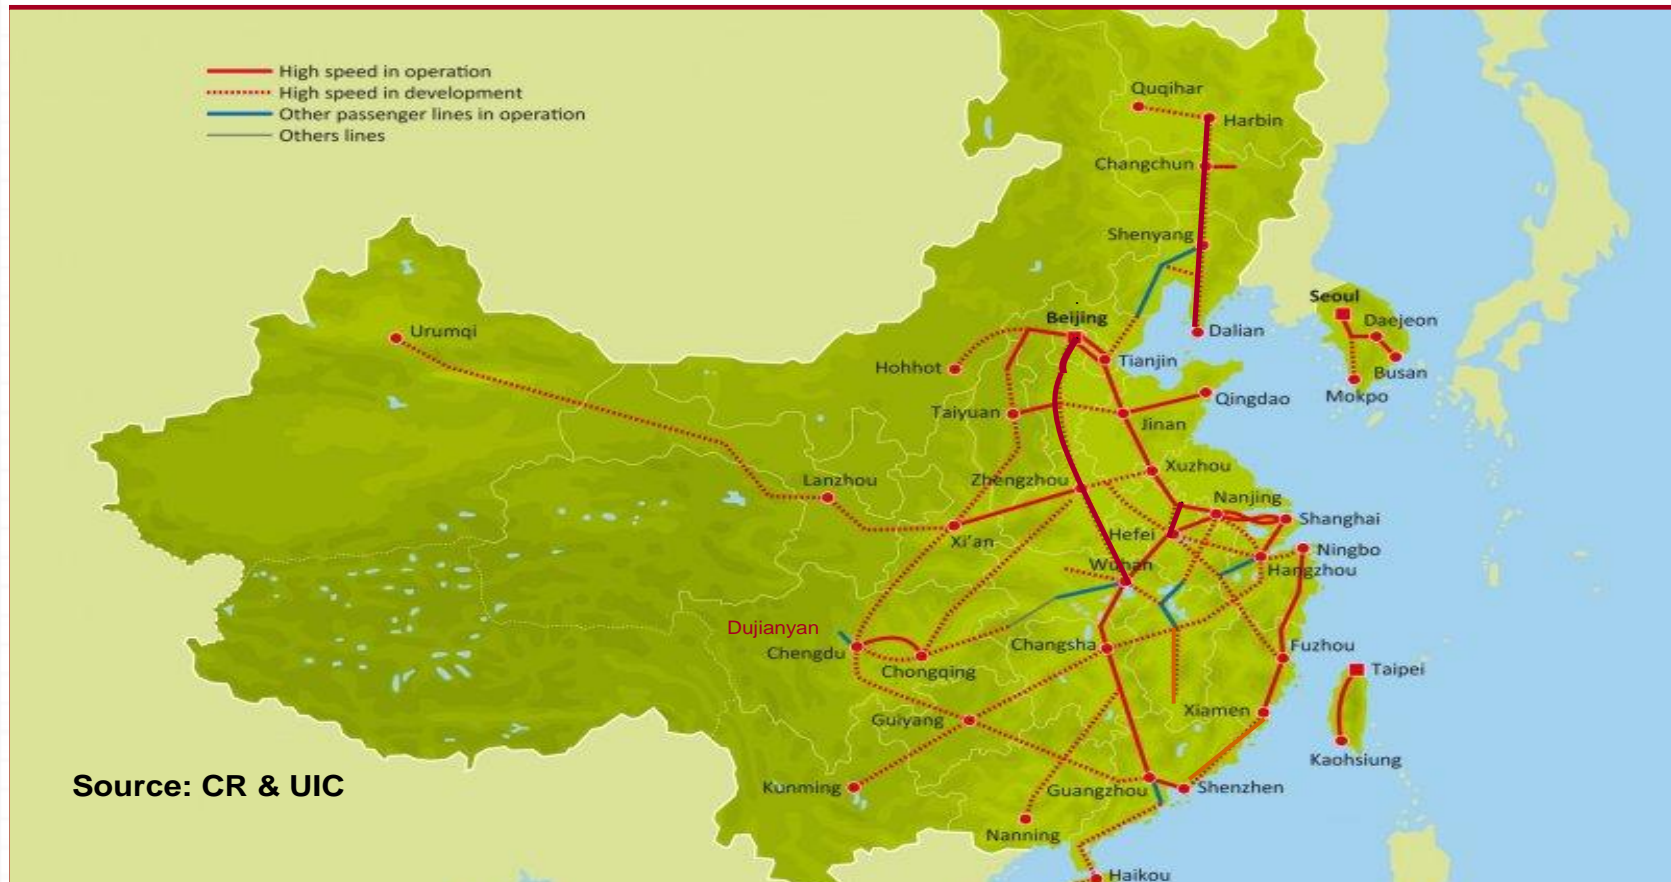 High speed in operation
High speed in development
Other passenger lines in operation
Others lines
Quqihar
Harbin
Changchun
Shenyang
Seoul
Daejeon
Busan
Mokpo
Dalian
Beijing
Urumqi
Hohhot
Tianjin
Qingdao
Taiyuan
Jinan
Xuzhou
Lanzhou
Zhengzhou
Nanjing
Shanghai
Xi'an
Hefei
Ningbo
Wuhan
Hangzhou
Dujianyan
Chengdu
Chongqing
Changsha
Fuzhou
Taipei
Guiyang
Xiamen
Kaohsiung
Kunming
Guangzhou
Shenzhen
Nanning
Haikou
Source: CR & UIC